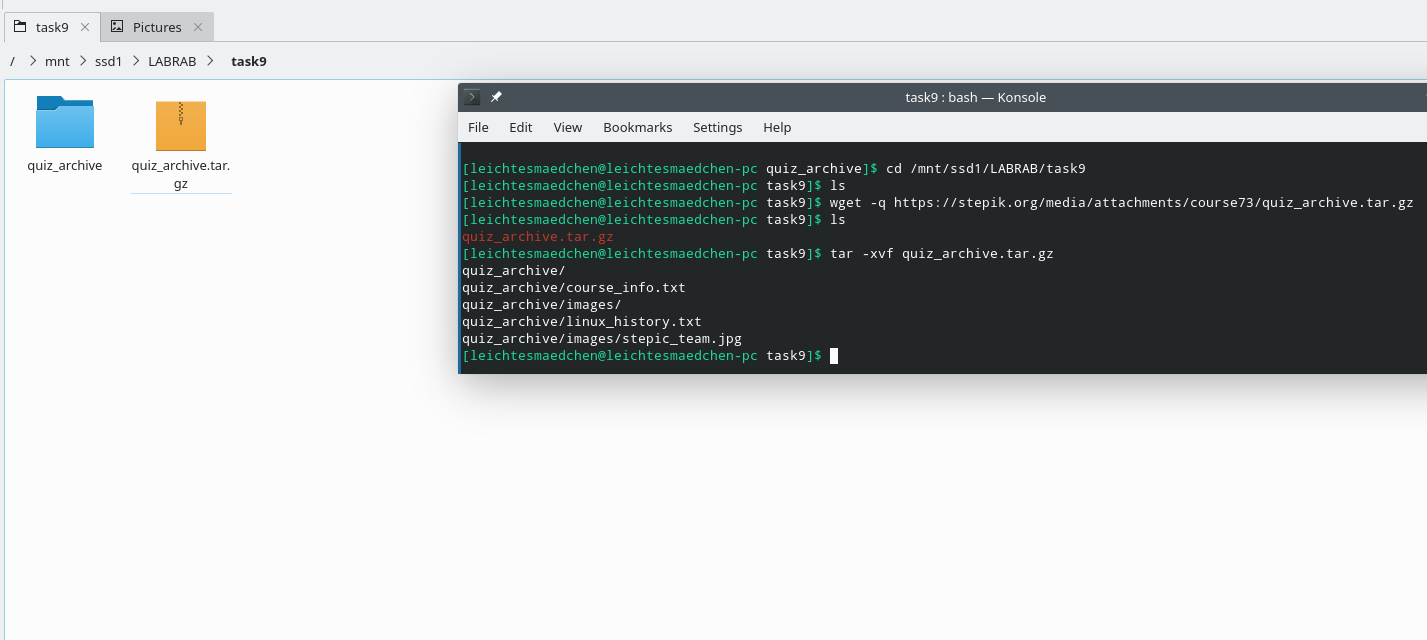 task9
Pictures
/ > mnt > ssd1 > LABRAB > task9
quiz_archive
quiz_archive.tar.
gz
task9 : bash — Konsole
File Edit View Bookmarks Settings Help
[leichtesmaedchen@leichtesmaedchen-pc quiz_archive]$ cd /mnt/ssd1/LABRAB/task9
[leichtesmaedchen@leichtesmaedchen-pc task9]$ ls
[leichtesmaedchen@leichtesmaedchen-pc task9]$ wget -q https://stepik.org/media/attachments/course73/quiz_archive.tar.gz
[leichtesmaedchen@leichtesmaedchen-pc task9]$ ls
quiz_archive.tar.gz
[leichtesmaedchen@leichtesmaedchen-pc task9]$ tar -xvf quiz_archive.tar.gz
quiz_archive/
quiz_archive/course_info.txt
quiz_archive/images/
quiz_archive/linux_history.txt
quiz_archive/images/stepic_team.jpg
[leichtesmaedchen@leichtesmaedchen-pc task9]$